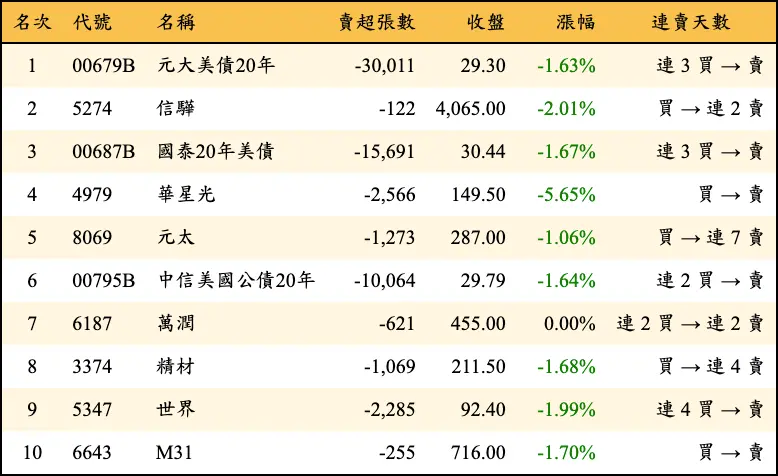 名次 代號 名稱 賣超張數 收盤 漲幅 連賣天數
1 00679B 元大美債20年 -30,011 29.30 -1.63% 連 3 買 → 賣
2 5274 信驊 -122 4,065.00 -2.01% 買 → 連 2 賣
3 00687B 國泰20年美債 -15,691 30.44 -1.67% 連 3 買 → 賣
4 4979 華星光 -2,566 149.50 -5.65% 買 → 賣
5 8069 元太 -1,273 287.00 -1.06% 買 → 連 7 賣
6 00795B 中信美國公債20年 -10,064 29.79 -1.64% 連 2 買 → 賣
7 6187 萬潤 -621 455.00 0.00% 連 2 買 → 連 2 賣
8 3374 精材 -1,069 211.50 -1.68% 買 → 連 4 賣
9 5347 世界 -2,285 92.40 -1.99% 連 4 買 → 賣
10 6643 M31 -255 716.00 -1.70% 買 → 賣